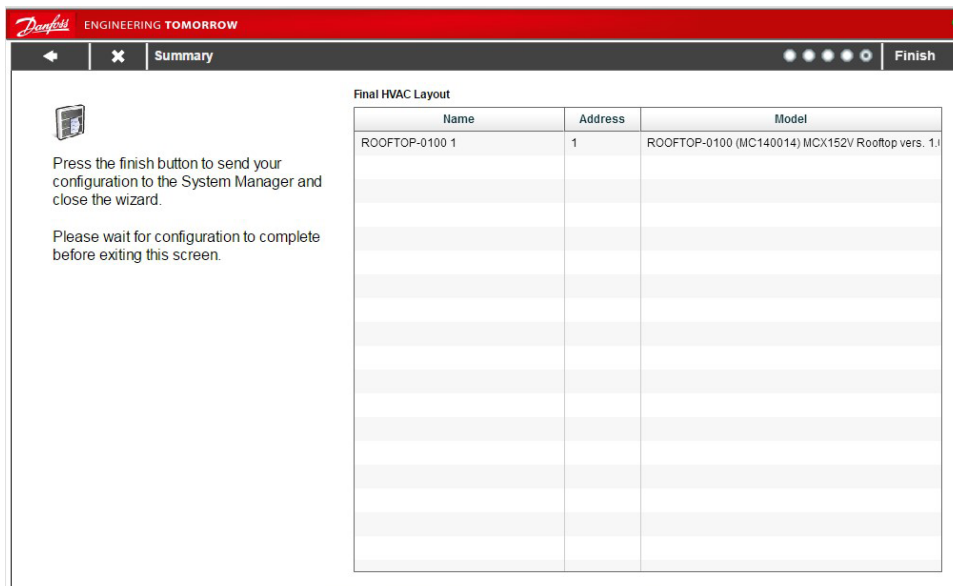 Danfoss ENGINEERING TOMORROW
Summary Finish
Press the finish button to send your
configuration to the System Manager and
close the wizard.
Please wait for configuration to complete
before exiting this screen.
Final HVAC Layout
Name Address Model
ROOFTOP-0100 1 1 ROOFTOP-0100 (MC140014) MCX152V Rooftop vers. 1.